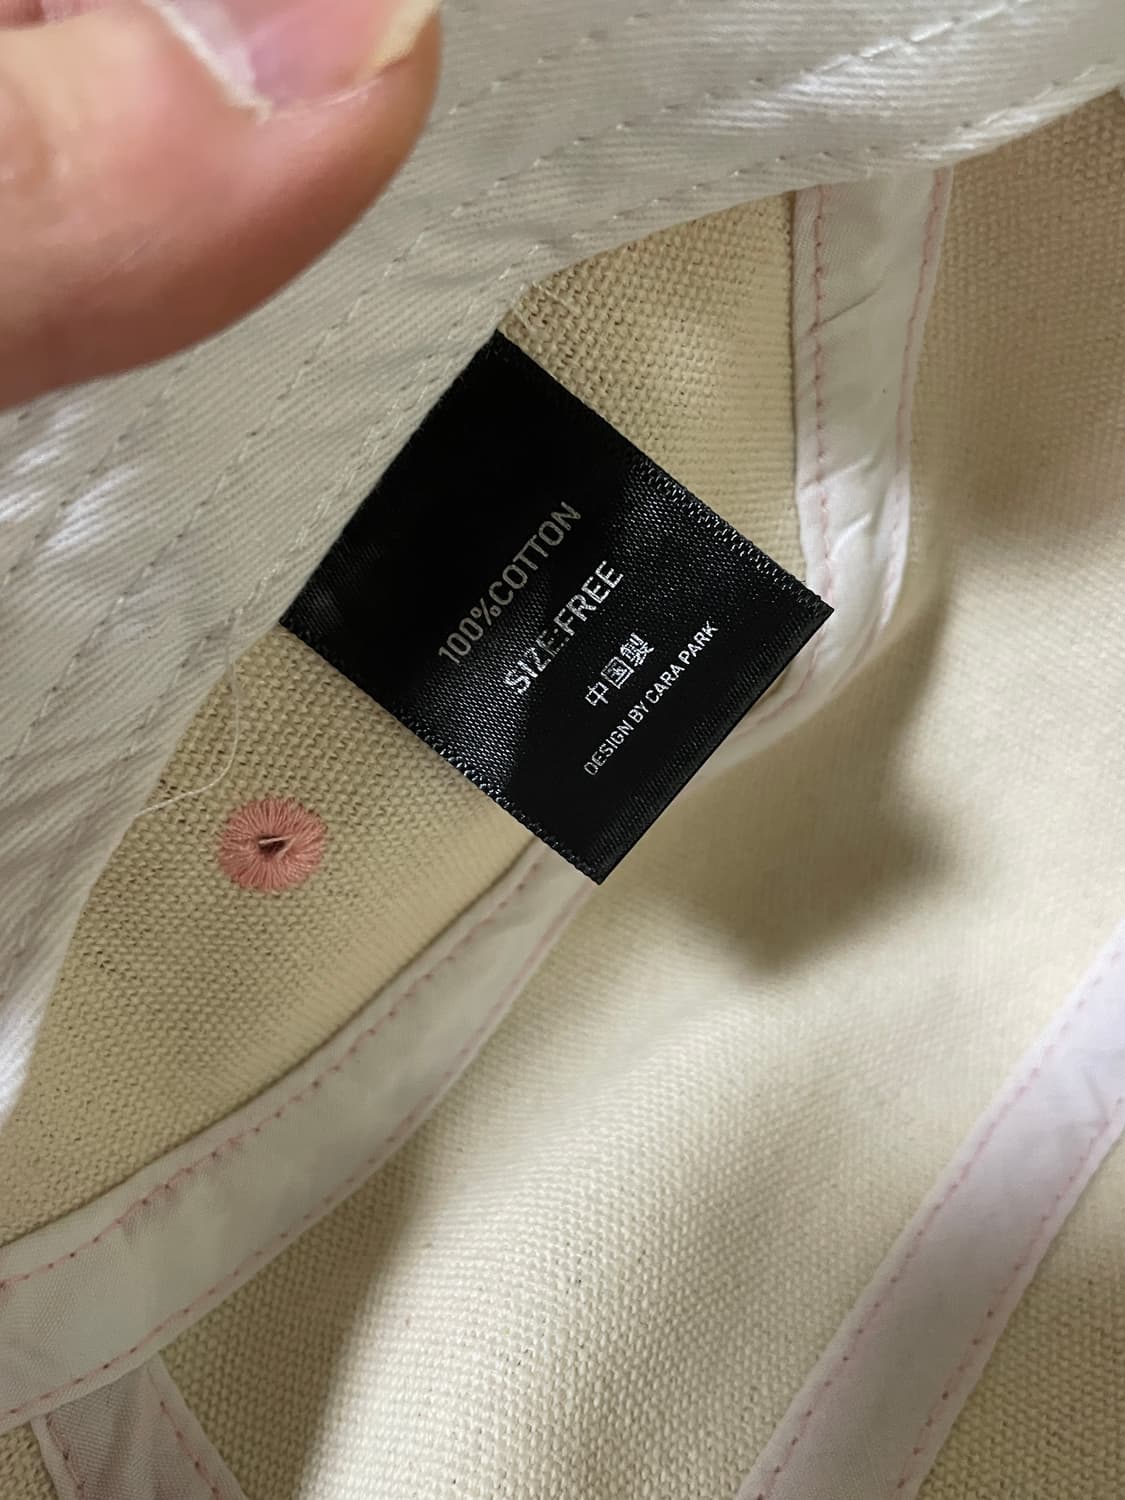 100%COTTON
SIZE:FREE
中国製
DESIGN BY CARA PARK